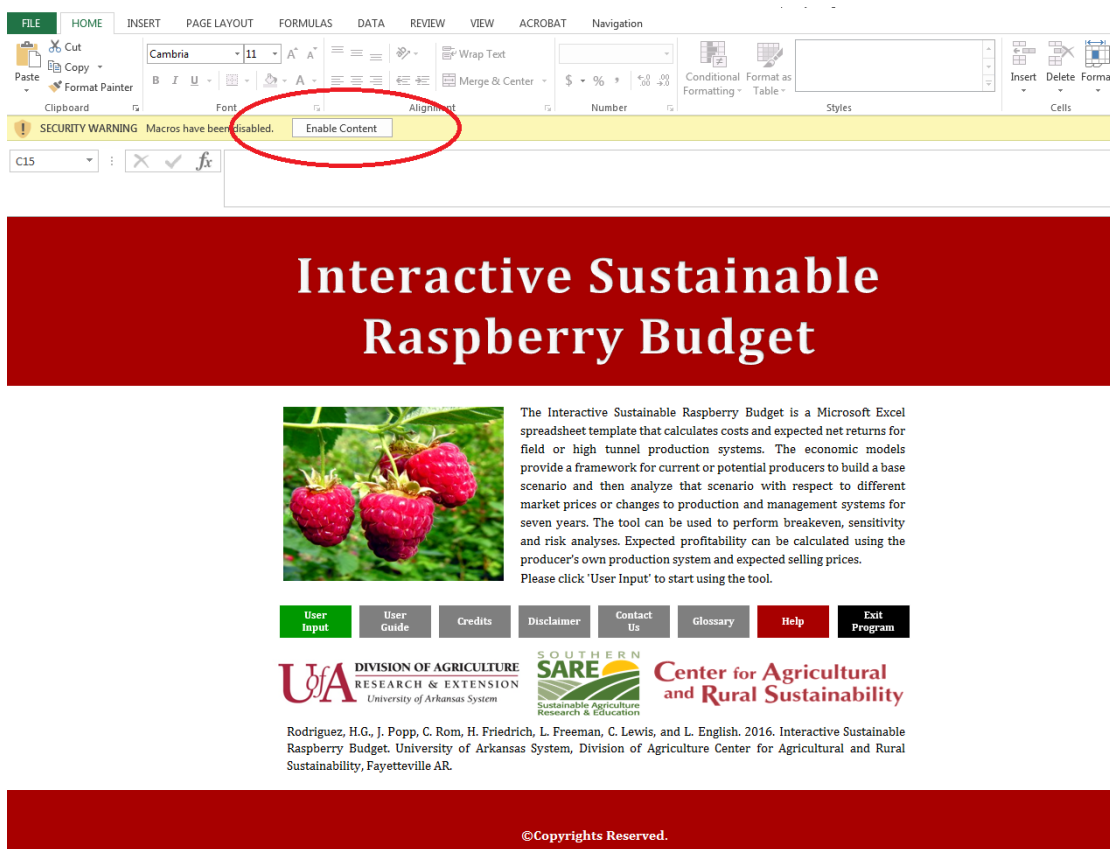 FILE HOME INSERT PAGE LAYOUT FORMULAS DATA REVIEW VIEW ACROBAT Navigation
Cut
Copy
Format Painter
Paste
Clipboard
Cambria 11
B I U
Font
Wrap Text
Merge & Center
Alignment
$ % ,
Number
Conditional Formatting
Format as Table
Styles
Insert Delete Forma
Cells
SECURITY WARNING Macros have been disabled. Enable Content
C15 fx
Interactive Sustainable
Raspberry Budget
The Interactive Sustainable Raspberry Budget is a Microsoft Excel
spreadsheet template that calculates costs and expected net returns for
field or high tunnel production systems. The economic models
provide a framework for current or potential producers to build a base
scenario and then analyze that scenario with respect to different
market prices or changes to production and management systems for
seven years. The tool can be used to perform breakeven, sensitivity
and risk analyses. Expected profitability can be calculated using the
producer's own production system and expected selling prices.
Please click 'User Input' to start using the tool.
User Input
User Guide
Credits
Disclaimer
Contact Us
Glossary
Help
Exit Program
UofA
DIVISION OF AGRICULTURE
RESEARCH & EXTENSION
University of Arkansas System
SOUTHERN
SARE
Sustainable Agriculture
Research & Education
Center for Agricultural
and Rural Sustainability
Rodriguez, H.G., J. Popp, C. Rom, H. Friedrich, L. Freeman, C. Lewis, and L. English. 2016. Interactive Sustainable
Raspberry Budget. University of Arkansas System, Division of Agriculture Center for Agricultural and Rural
Sustainability, Fayetteville AR.
©Copyrights Reserved.